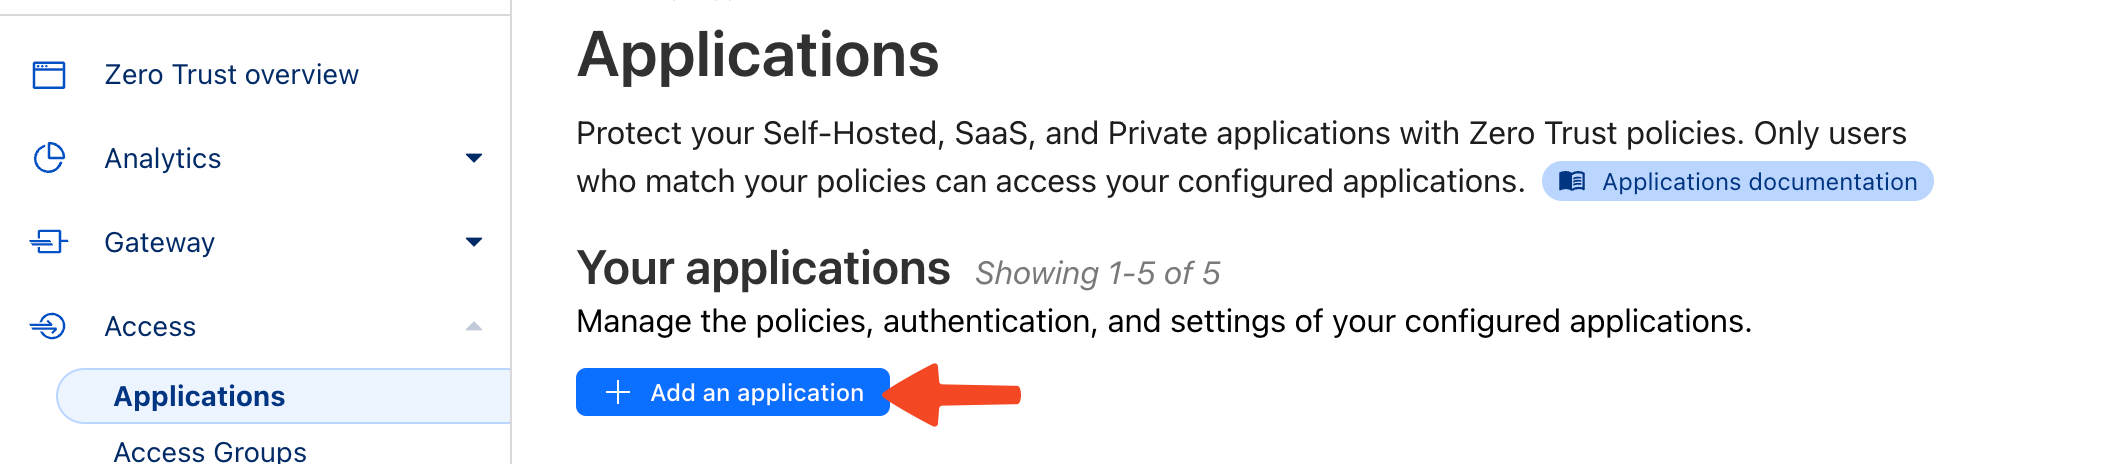 Zero Trust overview
Analytics
Gateway
Access
Applications
Access Groups
Applications
Protect your Self-Hosted, SaaS, and Private applications with Zero Trust policies. Only users
who match your policies can access your configured applications. Applications documentation
Your applications Showing 1-5 of 5
Manage the policies, authentication, and settings of your configured applications.
Add an application